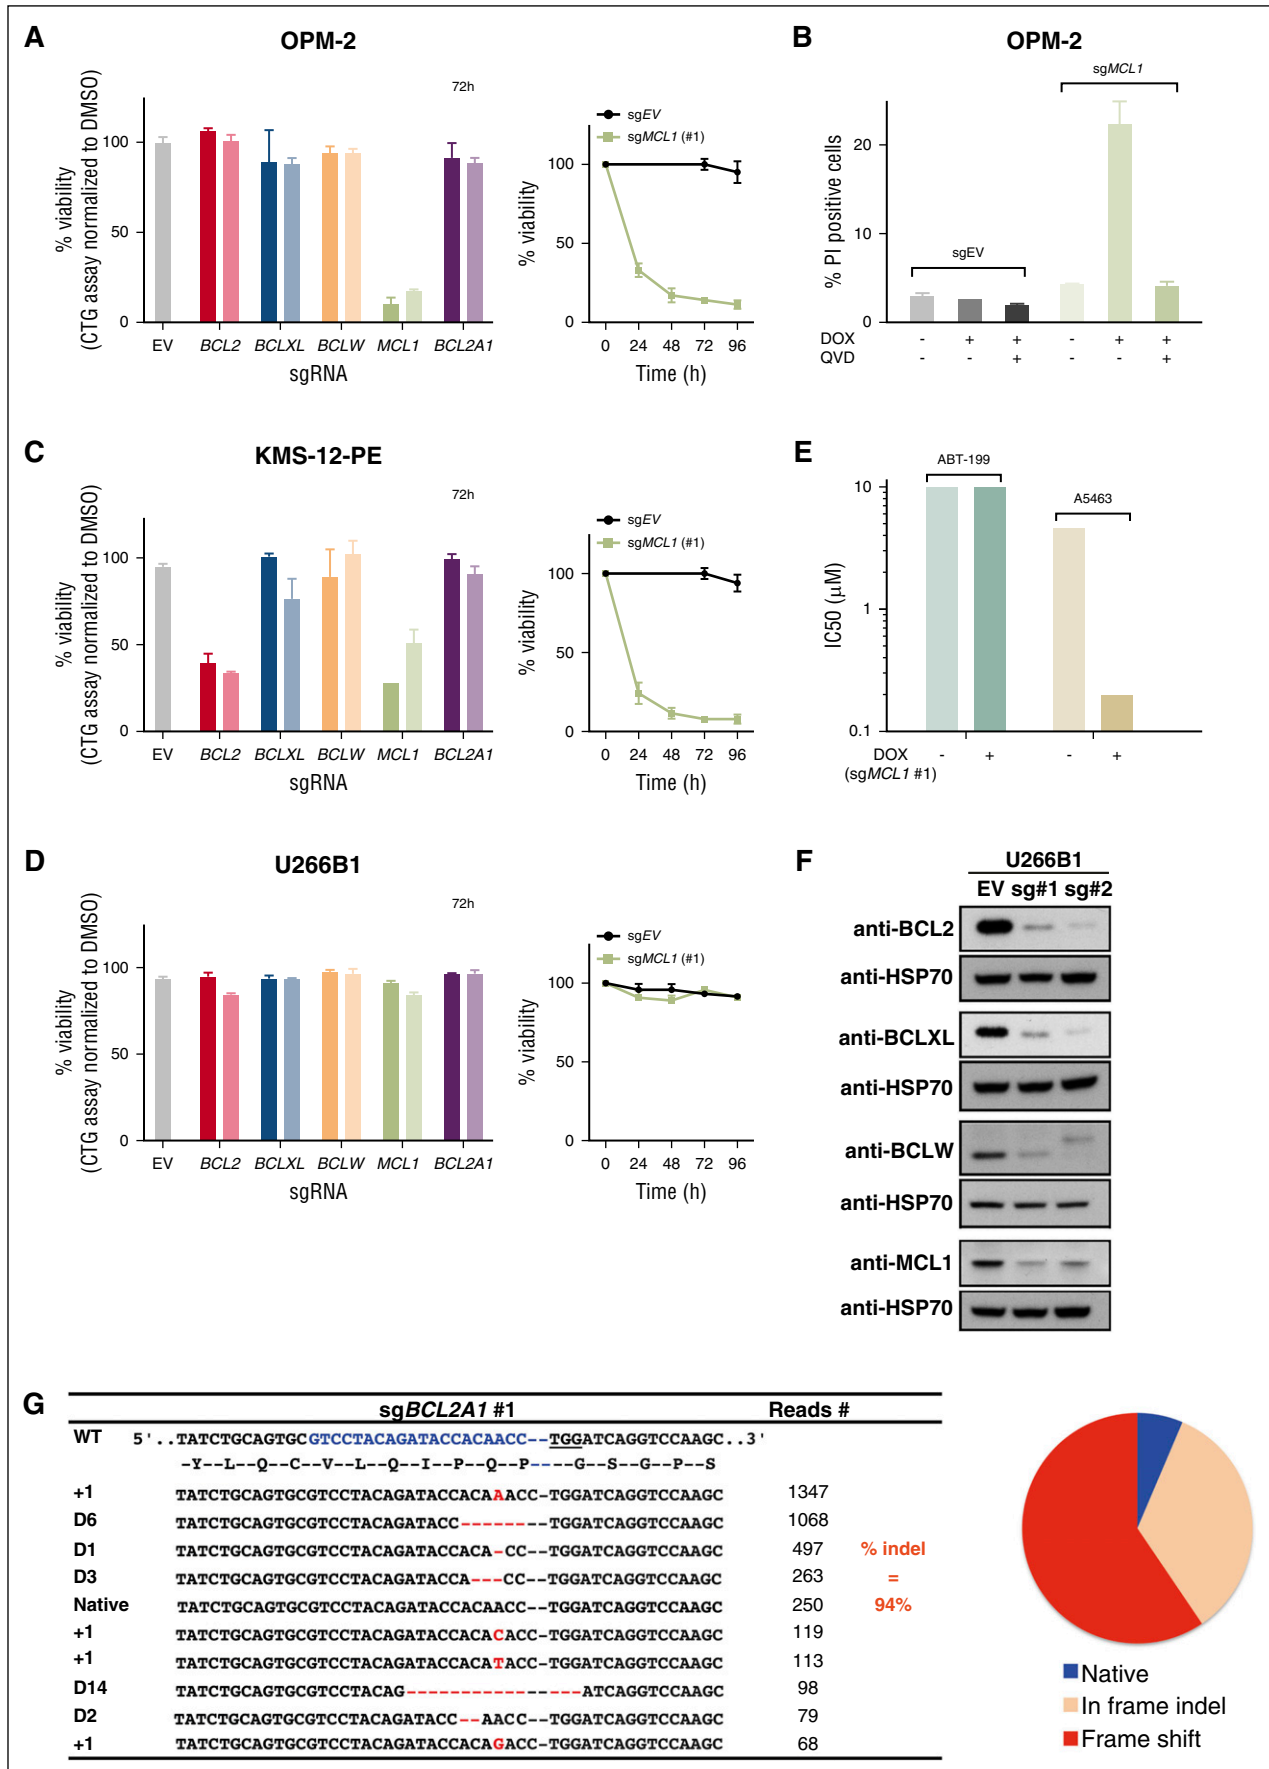 A
OPM-2
72h
% viability
(CTG assay normalized to DMSO)
100
50
0
EV BCL2 BCLXL BCLW MCL1 BCL2A1
sgRNA
sgEV
sgMCL1 (#1)
% viability
100
50
0
0 24 48 72 96
Time (h)
B
OPM-2
sgMCL1
sgEV
% PI positive cells
20
10
0
DOX - + + - + +
QVD - - + - - +
C
KMS-12-PE
72h
% viability
(CTG assay normalized to DMSO)
100
50
0
EV BCL2 BCLXL BCLW MCL1 BCL2A1
sgRNA
sgEV
sgMCL1 (#1)
% viability
100
50
0
0 24 48 72 96
Time (h)
E
ABT-199
A5463
IC50 (μM)
10
1
0.1
DOX - + - +
(sgMCL1 #1)
D
U266B1
72h
% viability
(CTG assay normalized to DMSO)
100
50
0
EV BCL2 BCLXL BCLW MCL1 BCL2A1
sgRNA
sgEV
sgMCL1 (#1)
% viability
100
50
0
0 24 48 72 96
Time (h)
F
U266B1
EV sg#1 sg#2
anti-BCL2
anti-HSP70
anti-BCLXL
anti-HSP70
anti-BCLW
anti-HSP70
anti-MCL1
anti-HSP70
G
sgBCL2A1 #1 Reads #
WT 5'..TATCTGCAGTGCGTCCTACAGATACCACAACC--TGGATCAGGTCCAAGC..3'
-Y--L--Q--C--V--L--Q--I--P--Q--P-----G--S--G--P--S
+1 TATCTGCAGTGCGTCCTACAGATACCACAAACC-TGGATCAGGTCCAAGC 1347
D6 TATCTGCAGTGCGTCCTACAGATACC--------TGGATCAGGTCCAAGC 1068
D1 TATCTGCAGTGCGTCCTACAGATACCACA-CC--TGGATCAGGTCCAAGC 497 % indel
D3 TATCTGCAGTGCGTCCTACAGATACCA---CC--TGGATCAGGTCCAAGC 263 =
Native TATCTGCAGTGCGTCCTACAGATACCACAACC--TGGATCAGGTCCAAGC 250 94%
+1 TATCTGCAGTGCGTCCTACAGATACCACACACC-TGGATCAGGTCCAAGC 119
+1 TATCTGCAGTGCGTCCTACAGATACCACATACC-TGGATCAGGTCCAAGC 113
D14 TATCTGCAGTGCGTCCTACAG----------------ATCAGGTCCAAGC 98
D2 TATCTGCAGTGCGTCCTACAGATACC--AACC--TGGATCAGGTCCAAGC 79
+1 TATCTGCAGTGCGTCCTACAGATACCACAGACC-TGGATCAGGTCCAAGC 68
Native
In frame indel
Frame shift